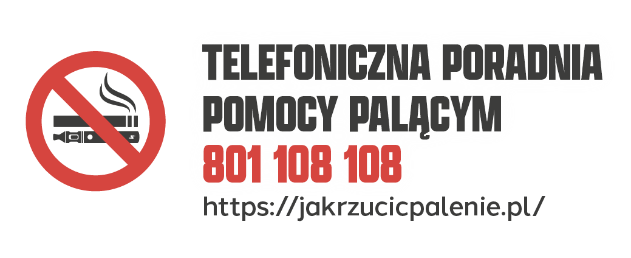 TELEFONICZNA PORADNIA
POMOCY PALĄCYM
801 108 108
https://jakrzucicpalenie.pl/